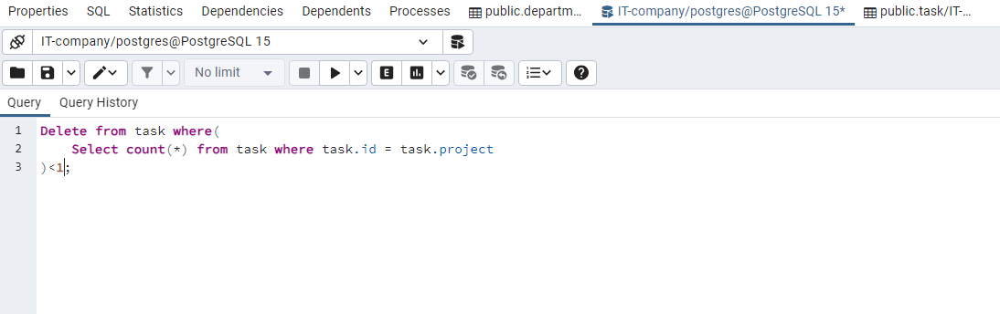 Properties SQL Statistics Dependencies Dependents Processes public.departm... IT-company/postgres@PostgreSQL 15* public.task/IT-...
IT-company/postgres@PostgreSQL 15
No limit E
Query Query History
1 Delete from task where(
2 Select count(*) from task where task.id = task.project
3 )<1;